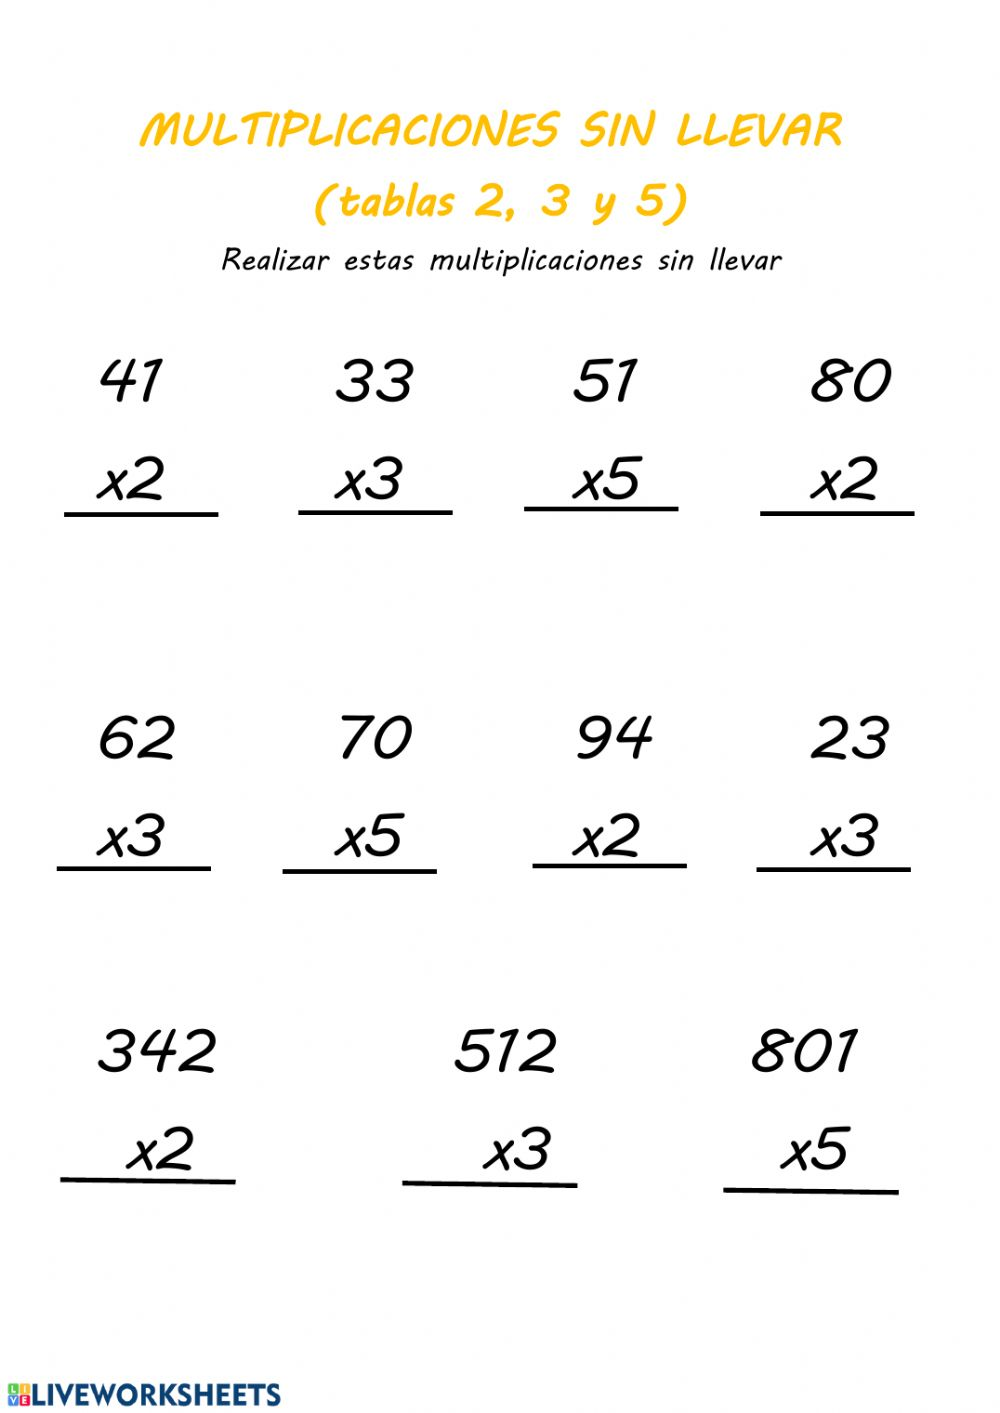 MULTIPLICACIONES SIN LLEVAR
(tablas 2, 3 y 5)
Realizar estas multiplicaciones sin llevar
41 33 51 80
x2 x3 x5 x2
62 70 94 23
x3 x5 x2 x3
342 512 801
x2 x3 x5
LIVE LIVEWORKSHEETS